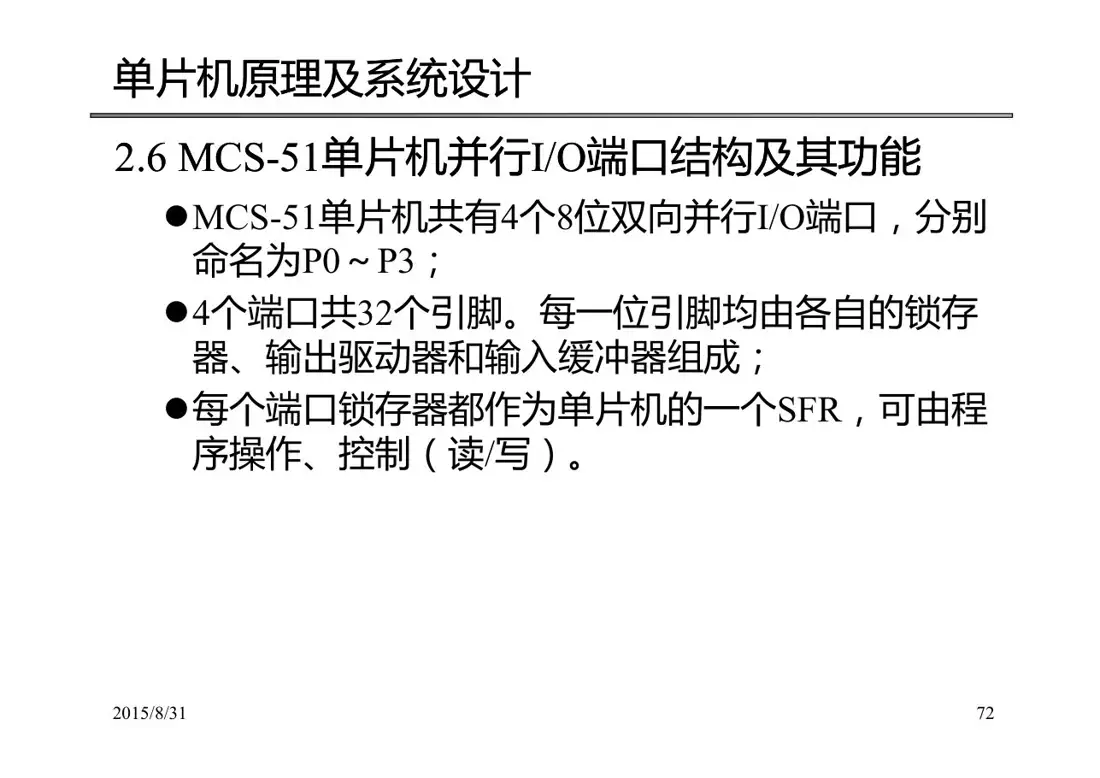 单片机原理及系统设计
2.6 MCS-51单片机并行I/O端口结构及其功能
●MCS-51单片机共有4个8位双向并行I/O端口，分别
命名为P0～P3；
●4个端口共32个引脚。每一位引脚均由各自的锁存
器、输出驱动器和输入缓冲器组成；
●每个端口锁存器都作为单片机的一个SFR，可由程
序操作、控制（读/写）。
2015/8/31
72